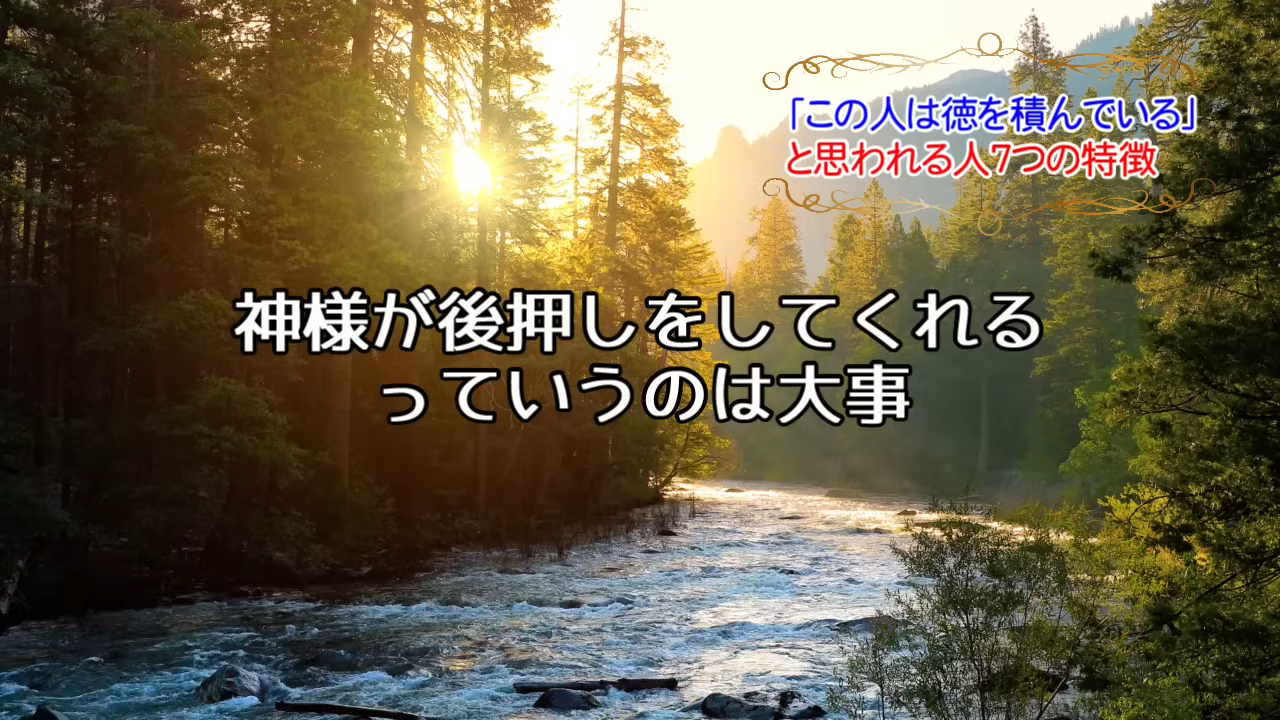 「この人は徳を積んでいる」
と思われる人7つの特徴
神様が後押しをしてくれる
っていうのは大事